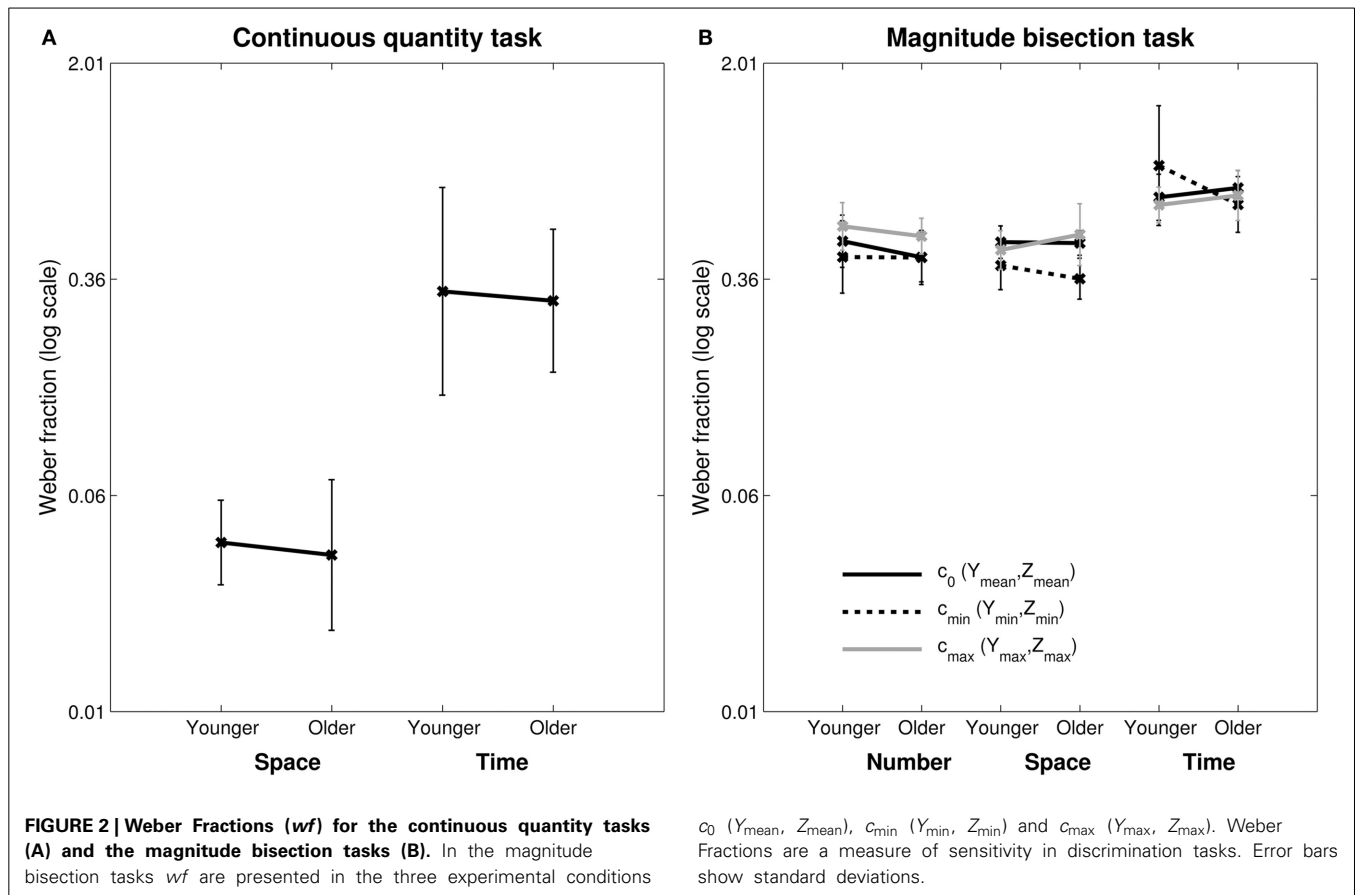 A
Continuous quantity task
2.01
0.36
0.06
0.01
Weber fraction (log scale)
Younger Older Younger Older
Space Time
B
Magnitude bisection task
2.01
0.36
0.06
0.01
Weber fraction (log scale)
c0 (Ymean,Zmean)
cmin (Ymin,Zmin)
cmax (Ymax,Zmax)
Younger Older Younger Older Younger Older
Number Space Time
FIGURE 2 | Weber Fractions (wf) for the continuous quantity tasks
(A) and the magnitude bisection tasks (B). In the magnitude
bisection tasks wf are presented in the three experimental conditions
c0 (Ymean, Zmean), cmin (Ymin, Zmin) and cmax (Ymax, Zmax). Weber
Fractions are a measure of sensitivity in discrimination tasks. Error bars
show standard deviations.